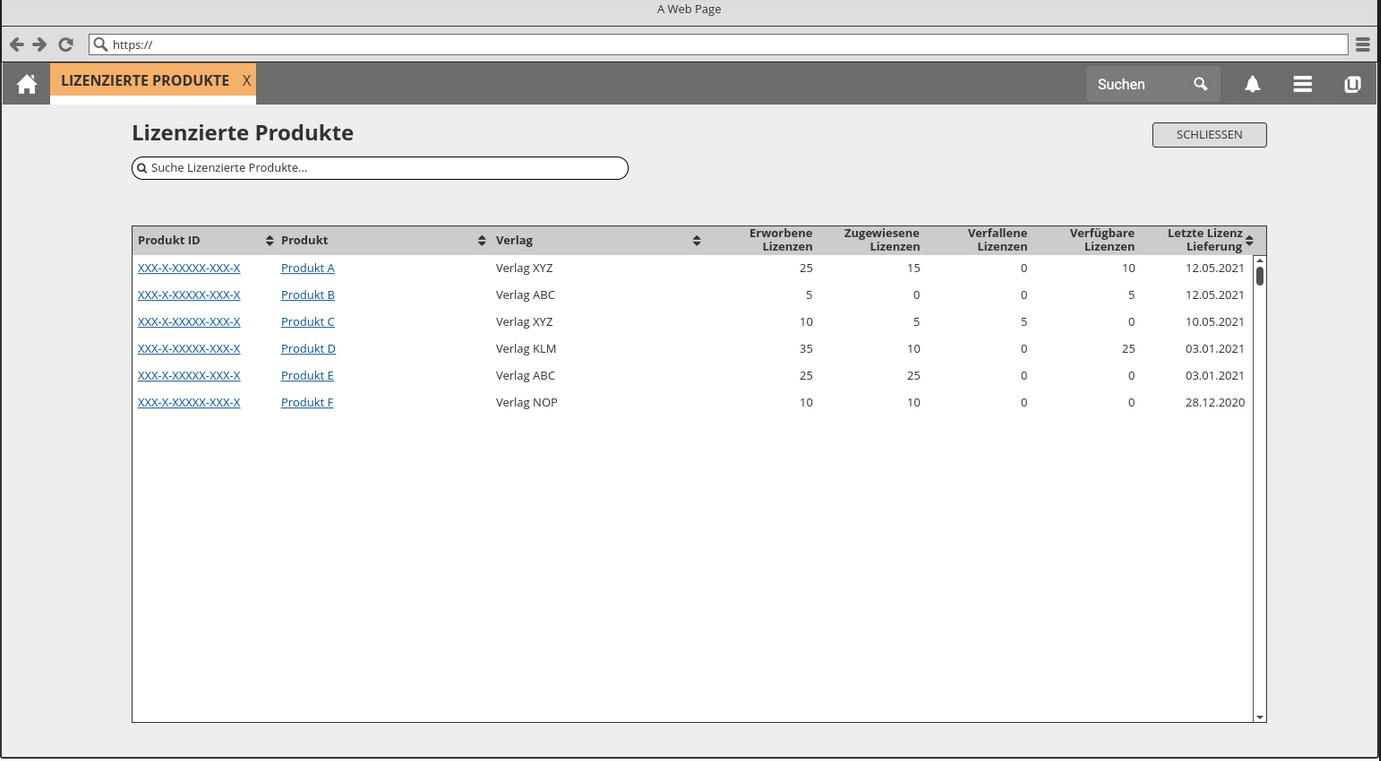 A Web Page
https://
LIZENZIERTE PRODUKTE X
Suchen
Lizenzierte Produkte
SCHLIESSEN
Suche Lizenzierte Produkte...
Produkt ID Produkt Verlag Erworbene Lizenzen Zugewiesene Lizenzen Verfallene Lizenzen Verfügbare Lizenzen Letzte Lizenz Lieferung
XXX-X-XXXXX-XXX-X Produkt A Verlag XYZ 25 15 0 10 12.05.2021
XXX-X-XXXXX-XXX-X Produkt B Verlag ABC 5 0 0 5 12.05.2021
XXX-X-XXXXX-XXX-X Produkt C Verlag XYZ 10 5 5 0 10.05.2021
XXX-X-XXXXX-XXX-X Produkt D Verlag KLM 35 10 0 25 03.01.2021
XXX-X-XXXXX-XXX-X Produkt E Verlag ABC 25 25 0 0 03.01.2021
XXX-X-XXXXX-XXX-X Produkt F Verlag NOP 10 10 0 0 28.12.2020